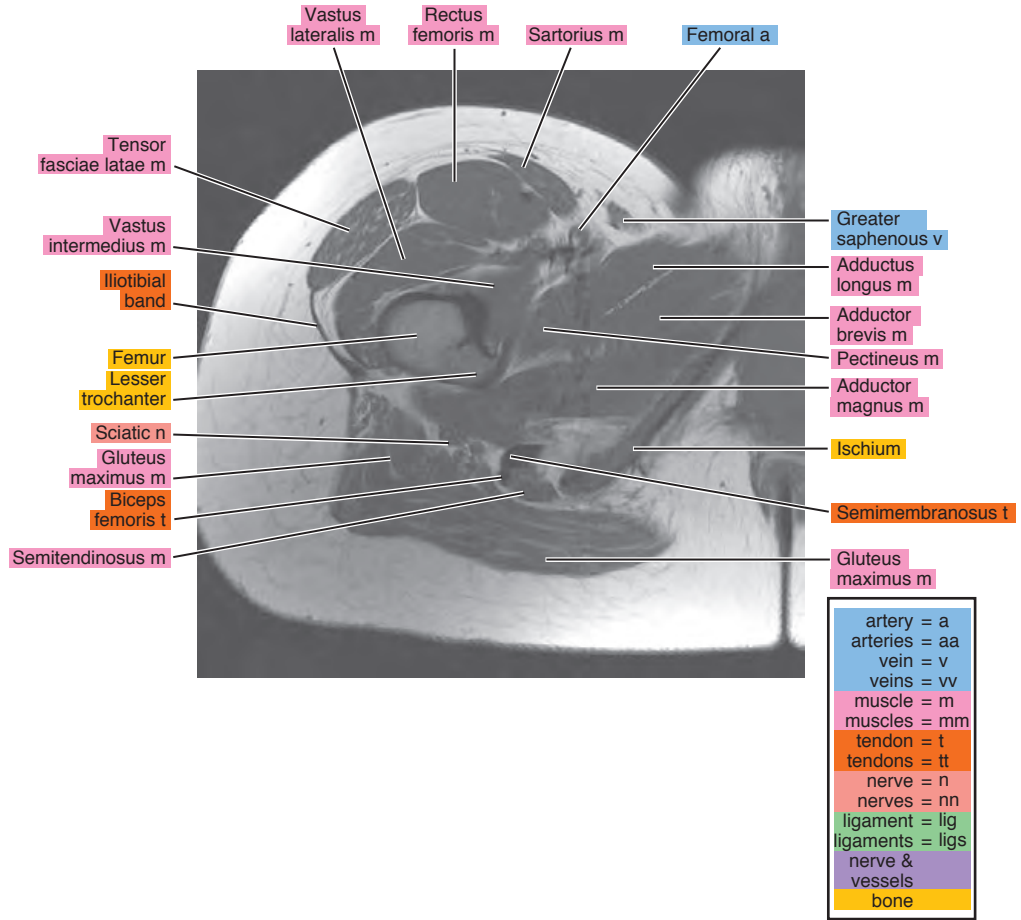 Vastus
lateralis m
Rectus
femoris m
Sartorius m
Femoral a
Tensor
fasciae latae m
Vastus
intermedius m
Iliotibial
band
Femur
Lesser
trochanter
Sciatic n
Gluteus
maximus m
Biceps
femoris t
Semitendinosus m
Greater
saphenous v
Adductus
longus m
Adductor
brevis m
Pectineus m
Adductor
magnus m
Ischium
Semimembranosus t
Gluteus
maximus m
artery = a
arteries = aa
vein = v
veins = vv
muscle = m
muscles = mm
tendon = t
tendons = tt
nerve = n
nerves = nn
ligament = lig
ligaments = ligs
nerve &
vessels
bone